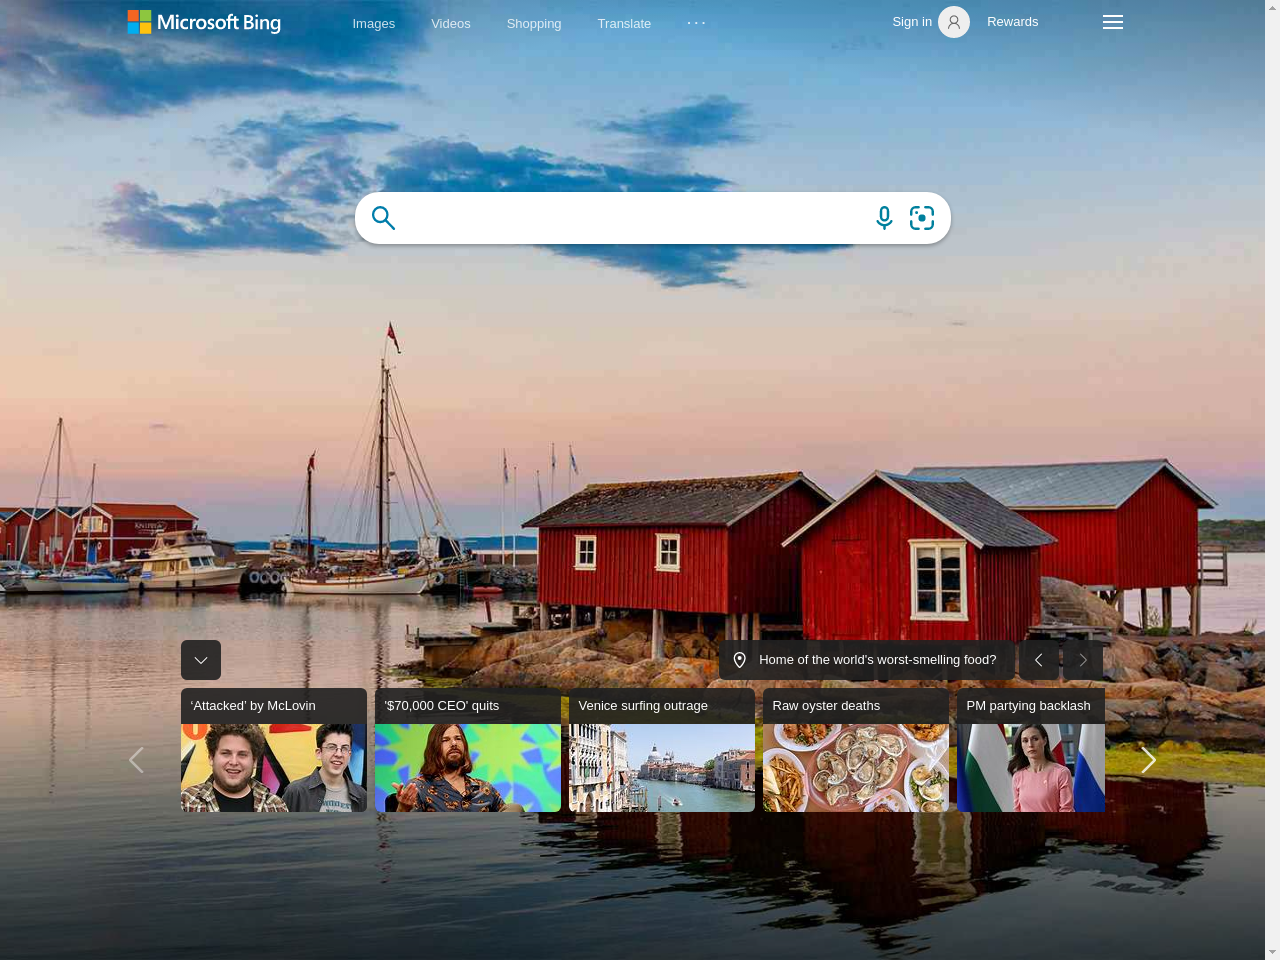 Microsoft Bing
Images
Videos
Shopping
Translate
Sign in
Rewards
Home of the world's worst-smelling food?
‘Attacked’ by McLovin
'$70,000 CEO' quits
Venice surfing outrage
Raw oyster deaths
PM partying backlash